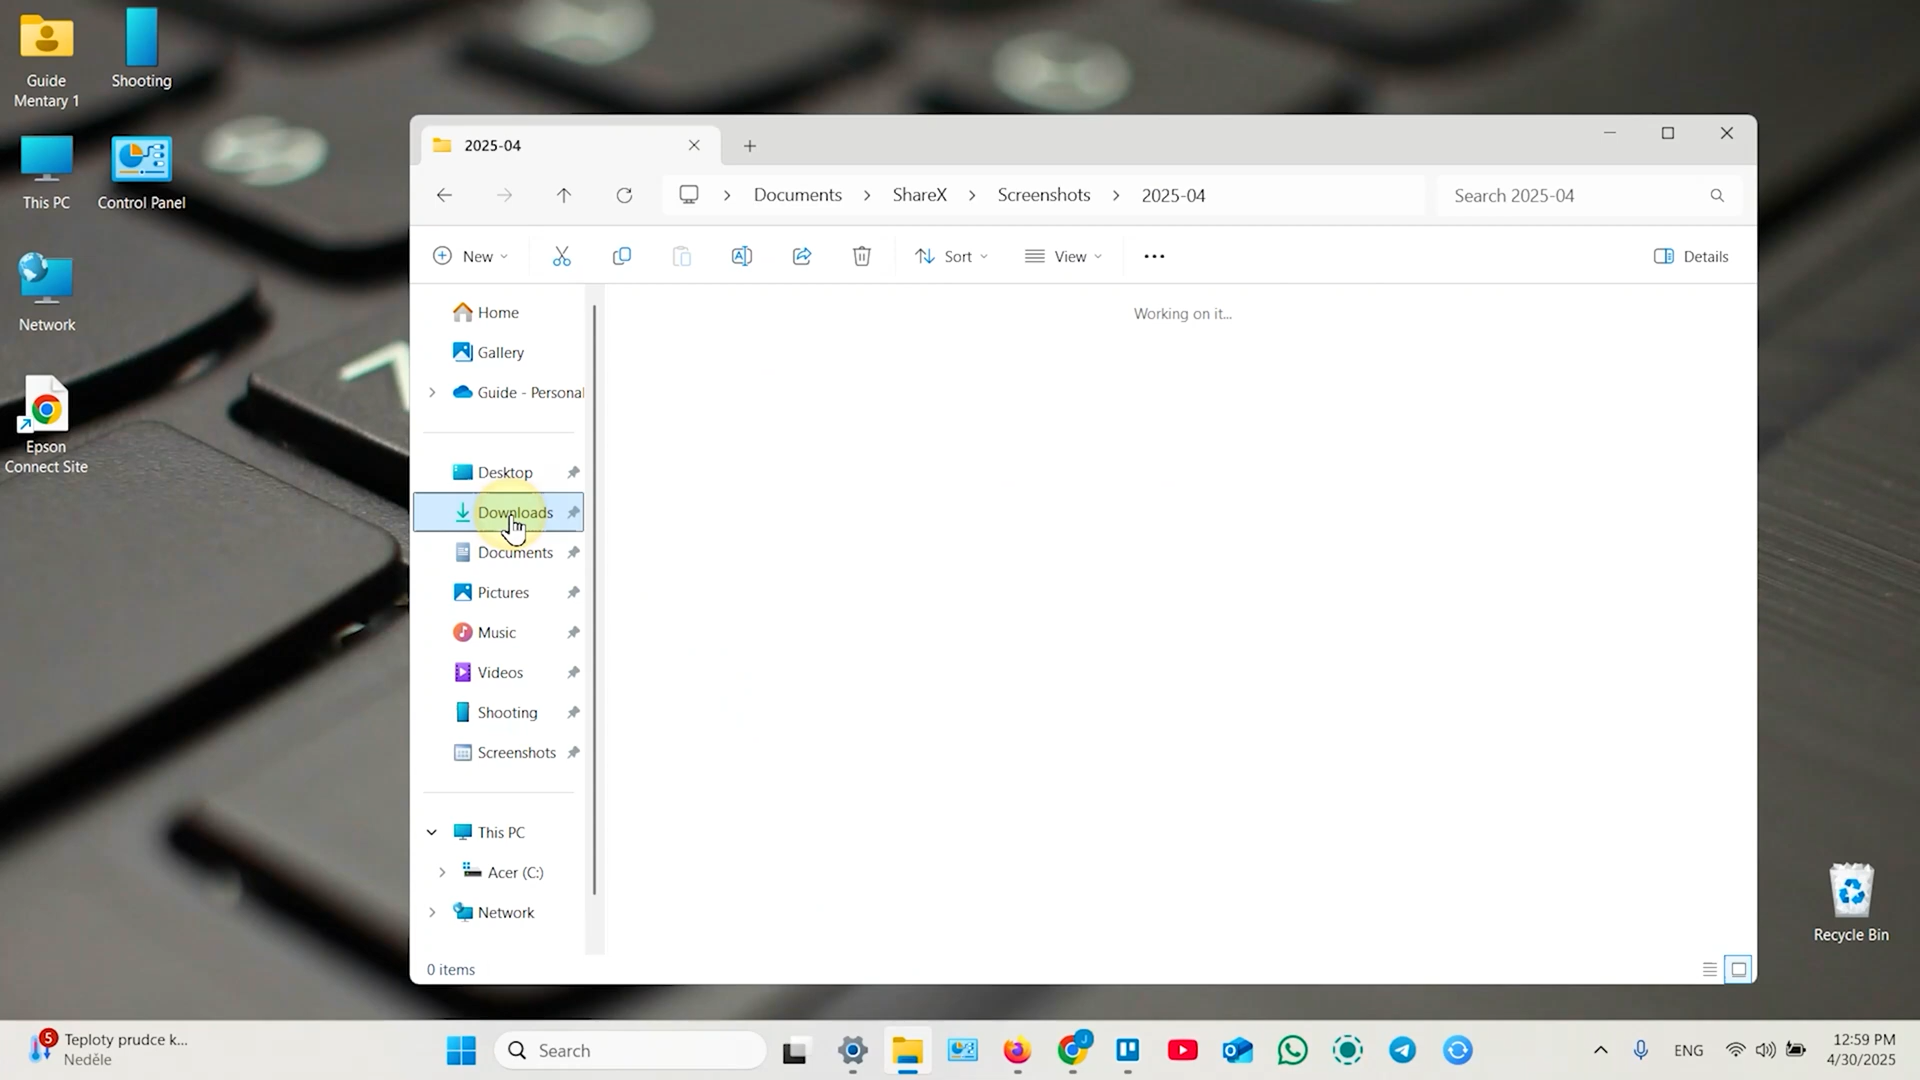 Guide
Mentary 1
Shooting
This PC
Control Panel
Network
Epson
Connect Site
2025-04
Documents
ShareX
Screenshots
2025-04
Search 2025-04
New
Sort
View
Details
Home
Gallery
Guide - Personal
Desktop
Downloads
Documents
Pictures
Music
Videos
Shooting
Screenshots
This PC
Acer (C:)
Network
Working on it...
0 items
Recycle Bin
5
Teploty prudce k...
Neděle
Search
J
ENG
12:59 PM
4/30/2025